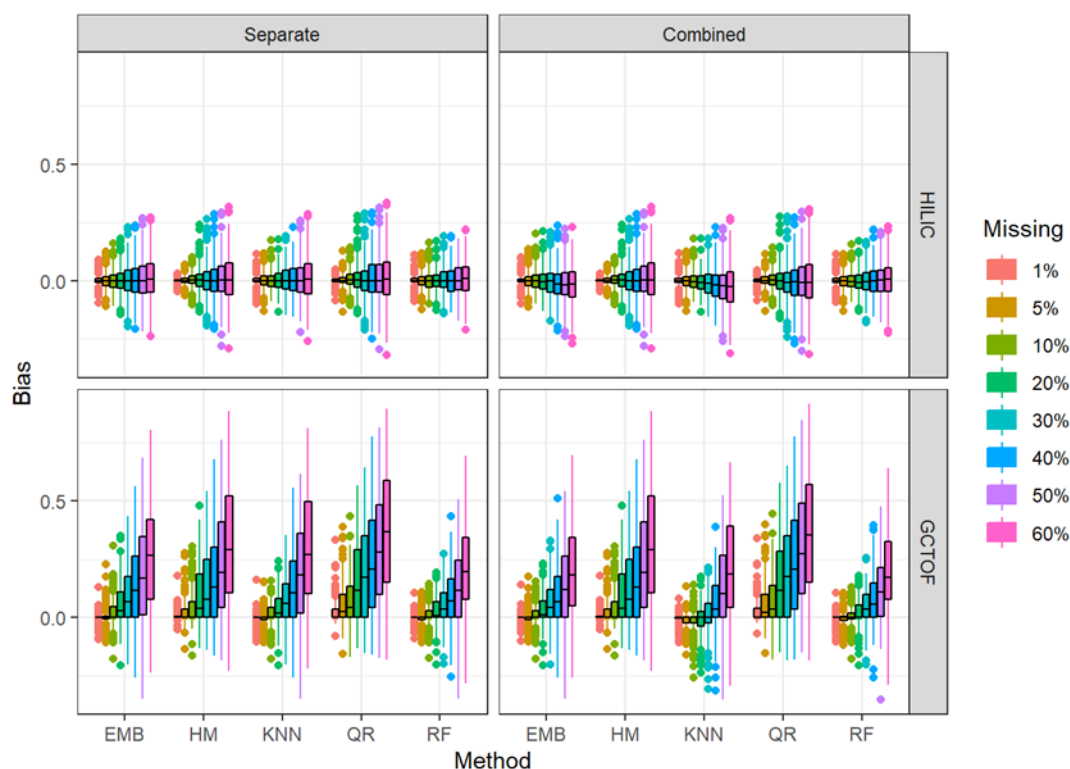 Separate
Combined
HILIC
GCTOF
Bias
0.5
0.0
0.5
0.0
EMB
HM
KNN
QR
RF
EMB
HM
KNN
QR
RF
Method
Missing
1%
5%
10%
20%
30%
40%
50%
60%